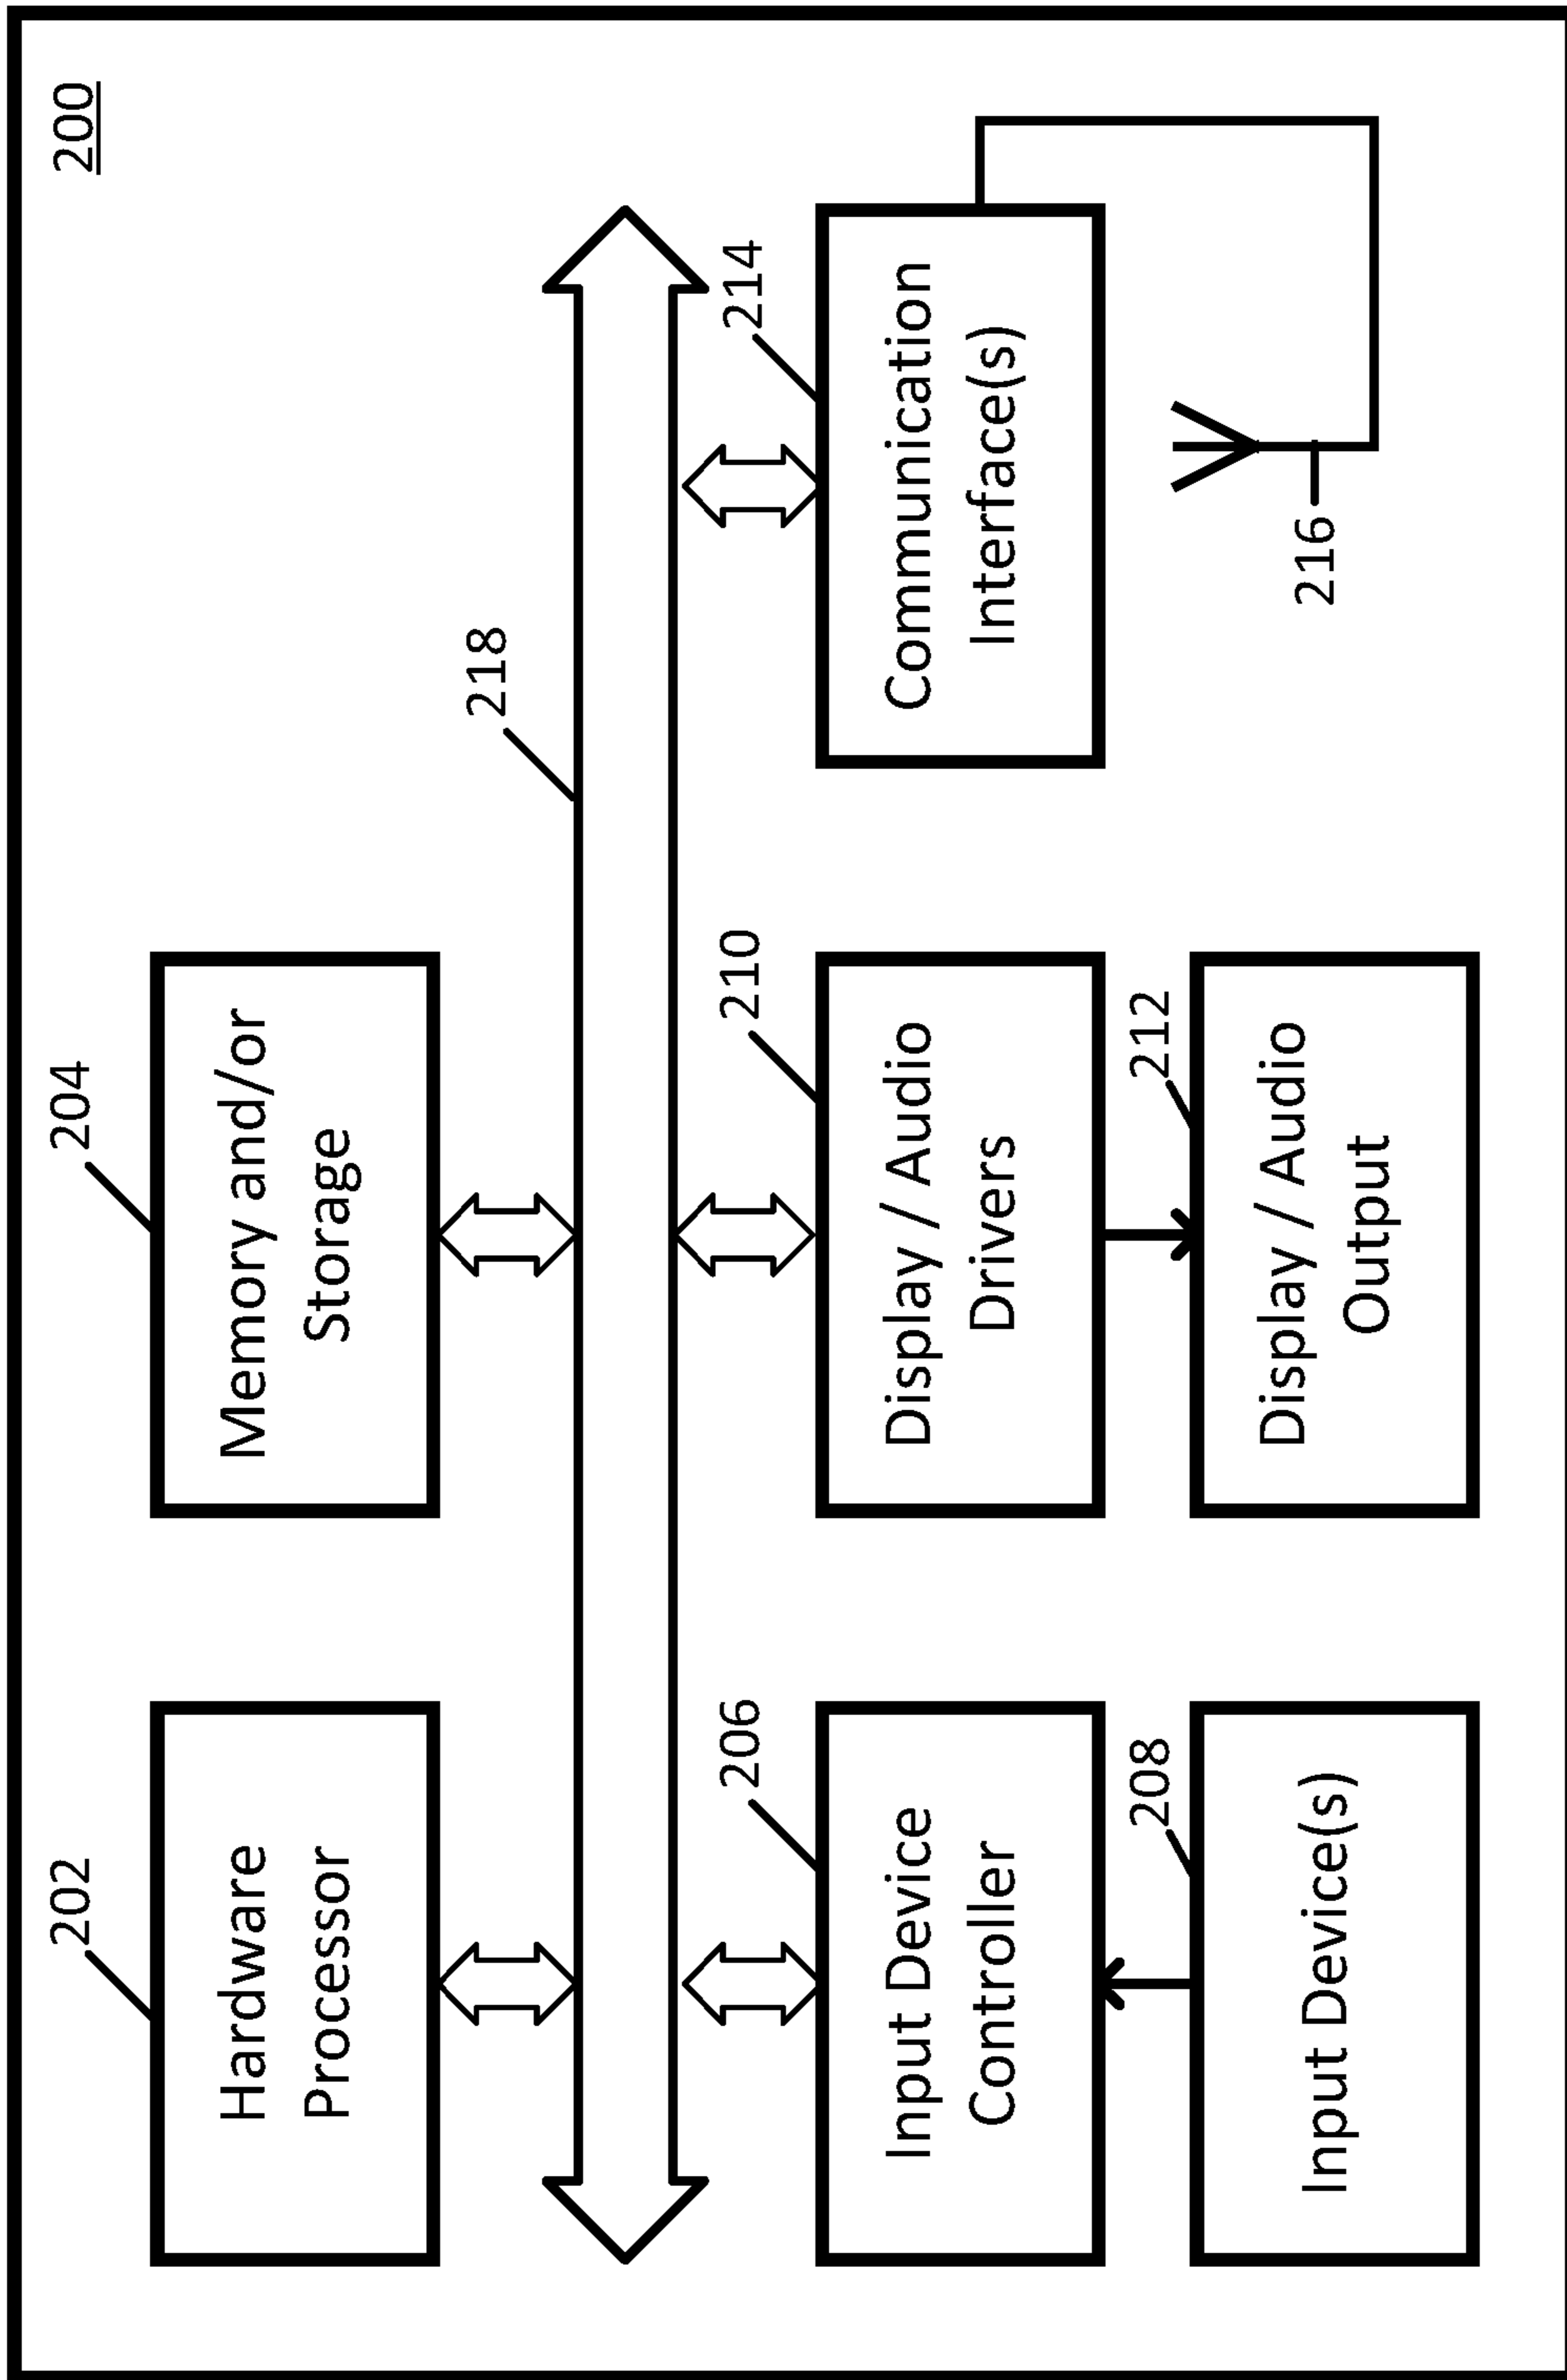 200
202
Hardware
Processor
204
Memory and/or
Storage
218
206
Input Device
Controller
210
Display / Audio
Drivers
214
Communication
Interface(s)
208
Input Device(s)
212
Display / Audio
Output
216